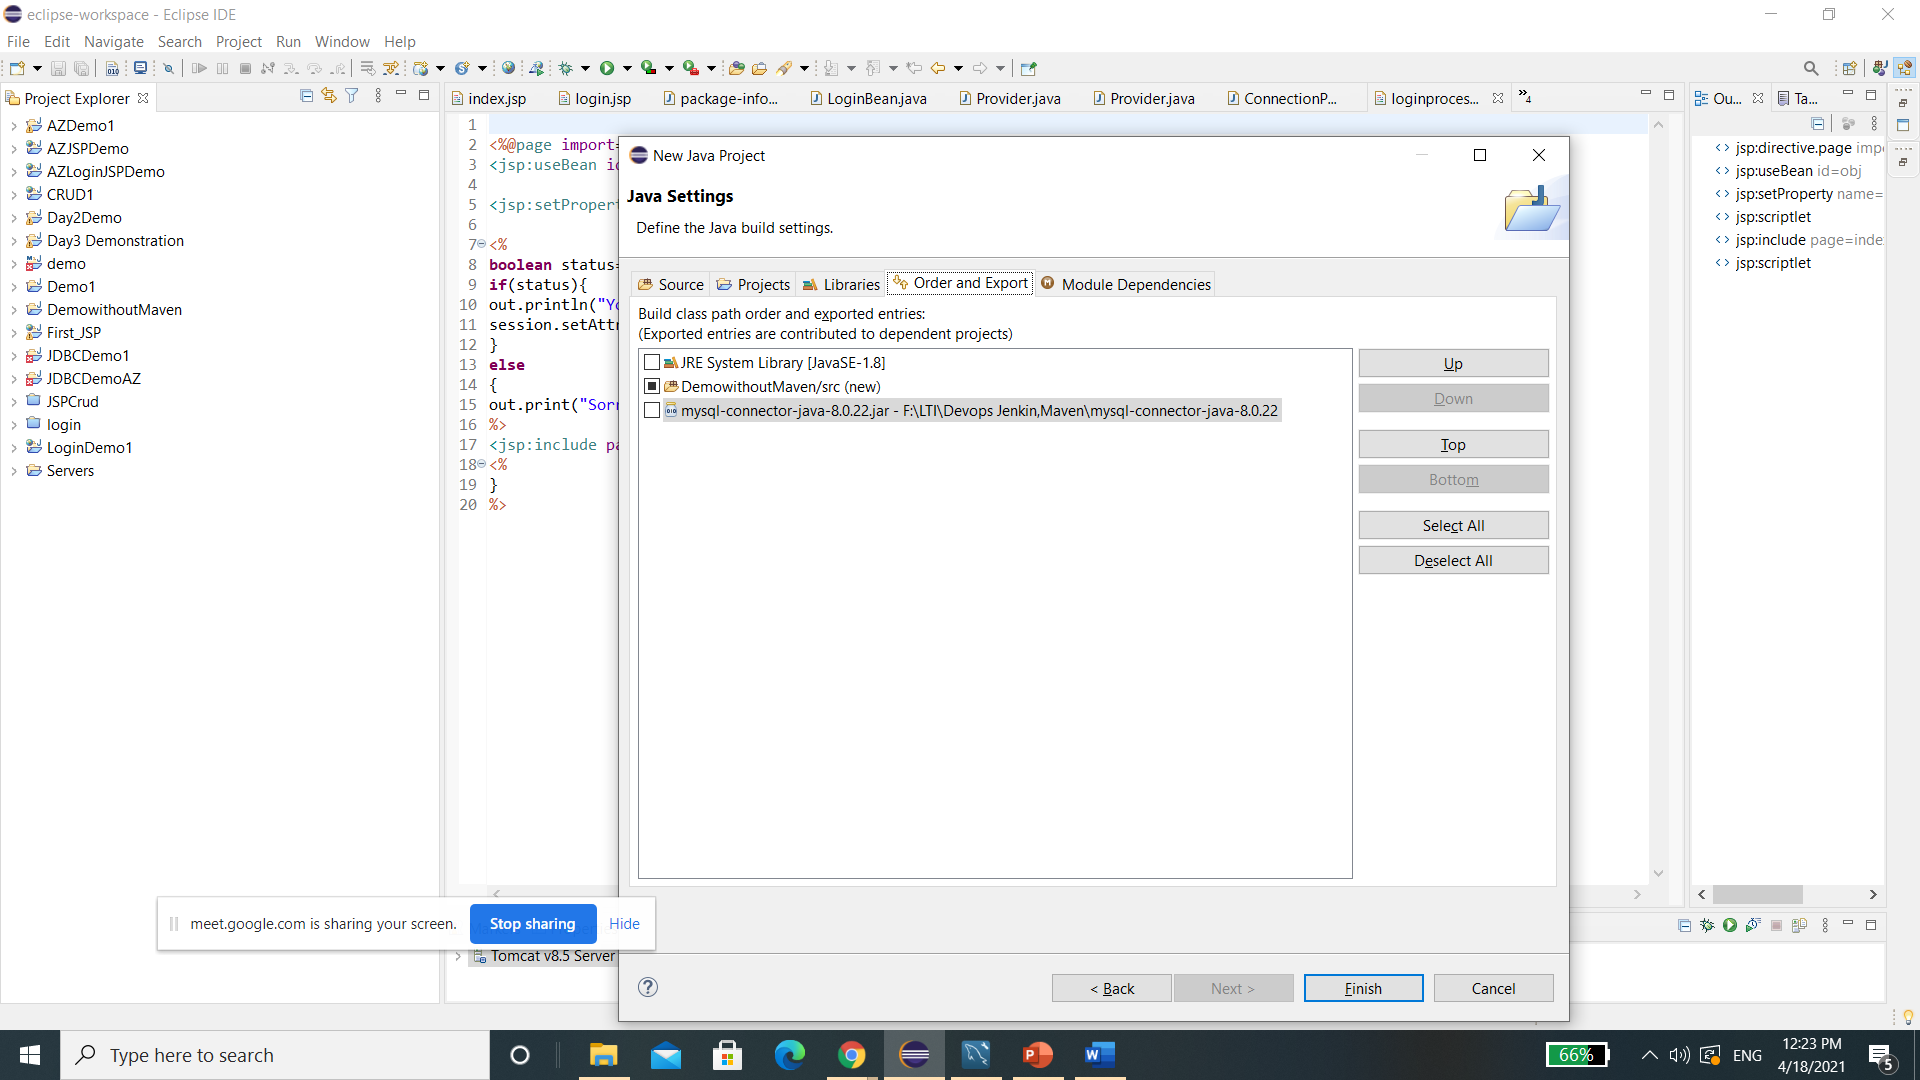 eclipse-workspace - Eclipse IDE
File Edit Navigate Search Project Run Window Help
Project Explorer
AZDemo1
AZJSPDemo
AZLoginJSPDemo
CRUD1
Day2Demo
Day3 Demonstration
demo
Demo1
DemowithoutMaven
First_JSP
JDBCDemo1
JDBCDemoAZ
JSPCrud
login
LoginDemo1
Servers
index.jsp login.jsp package-info... LoginBean.java Provider.java Provider.java ConnectionP... loginproces... »4
1
2 <%@page import=
3 <jsp:useBean id
4
5 <jsp:setPropert
6
7 <%
8 boolean status=
9 if(status){
10 out.println("Yo
11 session.setAttr
12 }
13 else
14 {
15 out.print("Sorr
16 %>
17 <jsp:include pa
18 <%
19 }
20 %>
New Java Project
Java Settings
Define the Java build settings.
Source Projects Libraries Order and Export Module Dependencies
Build class path order and exported entries:
(Exported entries are contributed to dependent projects)
JRE System Library [JavaSE-1.8]
DemowithoutMaven/src (new)
mysql-connector-java-8.0.22.jar - F:\LTI\Devops Jenkin,Maven\mysql-connector-java-8.0.22
Up
Down
Top
Bottom
Select All
Deselect All
< Back Next > Finish Cancel
Ou... Ta...
jsp:directive.page impo
jsp:useBean id=obj
jsp:setProperty name=
jsp:scriptlet
jsp:include page=inde
jsp:scriptlet
meet.google.com is sharing your screen. Stop sharing Hide
Tomcat v8.5 Server
Type here to search
66%
ENG
12:23 PM
4/18/2021
5